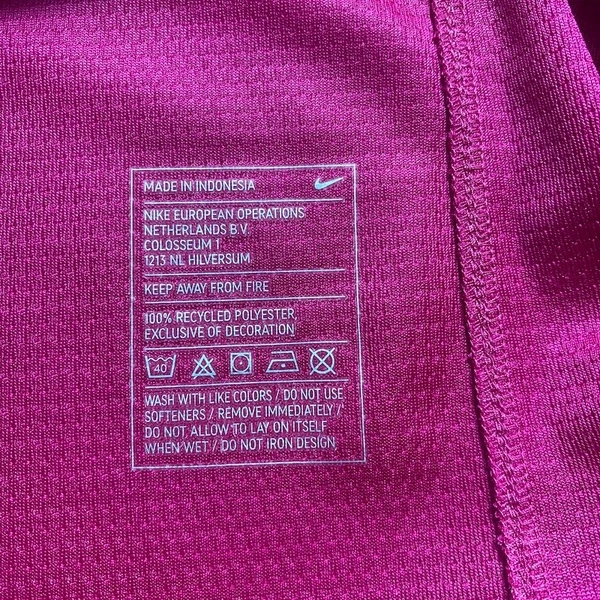 MADE IN INDONESIA
NIKE EUROPEAN OPERATIONS
NETHERLANDS B.V.
COLOSSEUM 1
1213 NL HILVERSUM
KEEP AWAY FROM FIRE
100% RECYCLED POLYESTER,
EXCLUSIVE OF DECORATION
40
WASH WITH LIKE COLORS / DO NOT USE
SOFTENERS / REMOVE IMMEDIATELY /
DO NOT ALLOW TO LAY ON ITSELF
WHEN WET / DO NOT IRON DESIGN